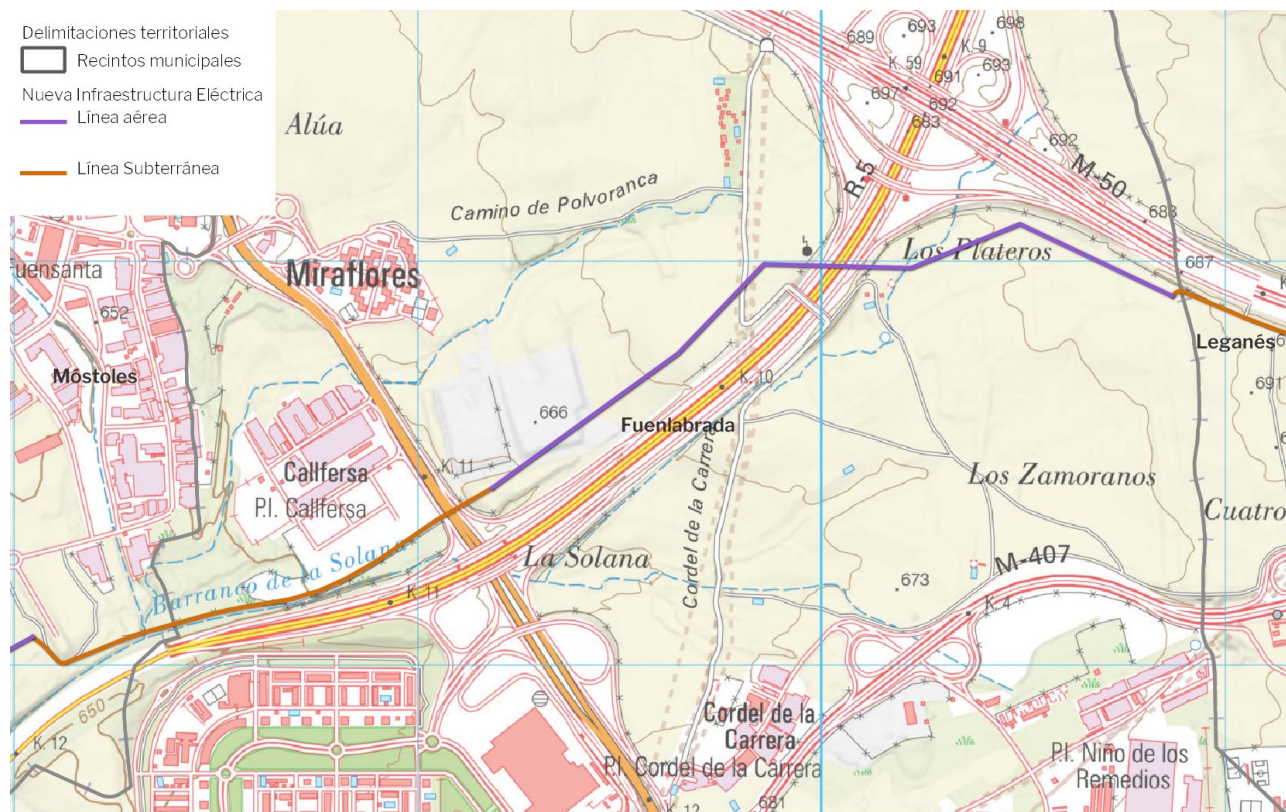 Delimitaciones territoriales
Recintos municipales
Nueva Infraestructura Eléctrica
Línea aérea
Línea Subterránea
Alúa
689
693
698
K. 9
693
K. 59
691
697
692
683
692
M-50
R-5
Camino de Polvoranca
688
Los Plateros
687
Miraflores
uensanta
652
Móstoles
Leganés
K. 10
691
666
Fuenlabrada
Cordel de la Carrera
Callfersa
P.I. Callfersa
K. 11
Los Zamoranos
Cuatro
La Solana
Barranco de la Solana
M-407
673
K. 11
K. 4
650
K. 12
Cordel de la
Carrera
P.I. Cordel de la Carrera
P.I. Niño de los
Remedios
K. 12
681